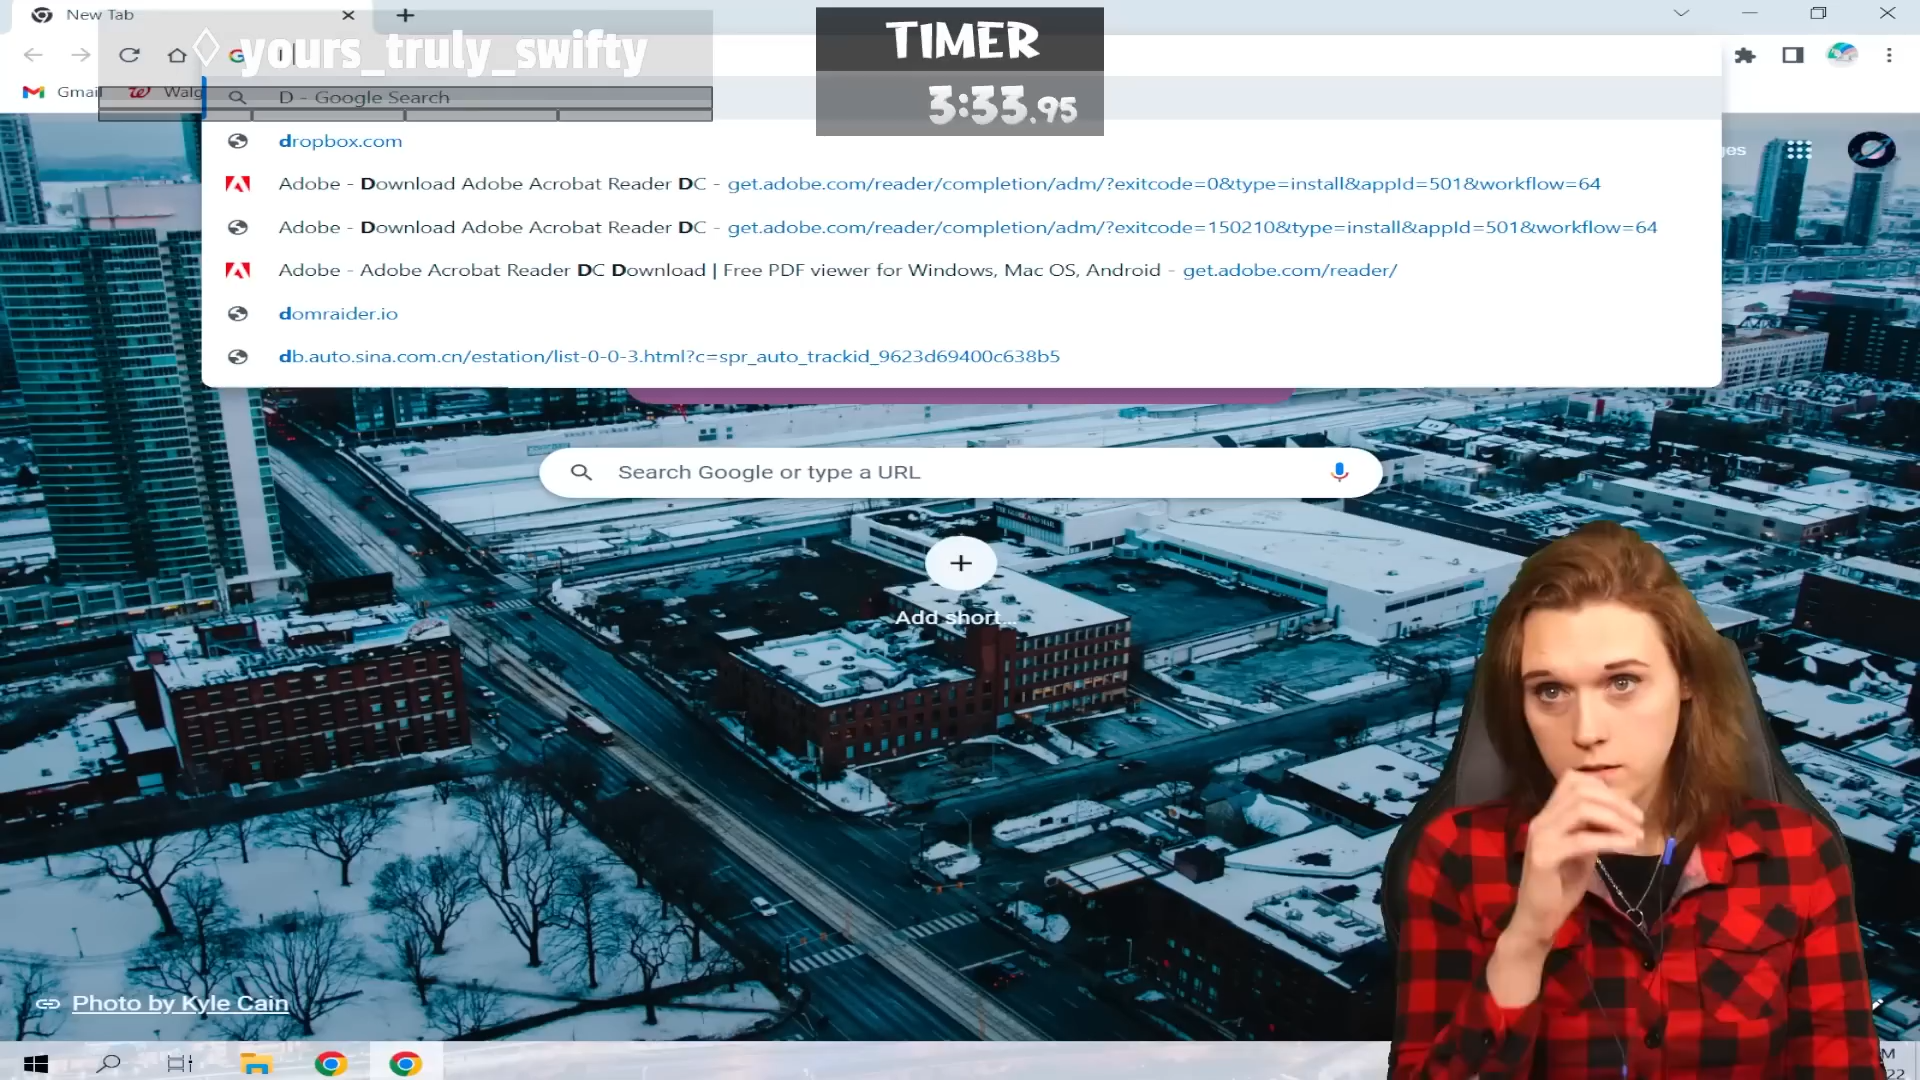 New Tab
TIMER
yours_truly_swifty
3:33.95
Gmail
Walg
D - Google Search
dropbox.com
Adobe - Download Adobe Acrobat Reader DC - get.adobe.com/reader/completion/adm/?exitcode=0&type=install&appId=501&workflow=64
Adobe - Download Adobe Acrobat Reader DC - get.adobe.com/reader/completion/adm/?exitcode=150210&type=install&appId=501&workflow=64
Adobe - Adobe Acrobat Reader DC Download | Free PDF viewer for Windows, Mac OS, Android - get.adobe.com/reader/
domraider.io
db.auto.sina.com.cn/estation/list-0-0-3.html?c=spr_auto_trackid_9623d69400c638b5
Search Google or type a URL
THE GLOBE AND MAIL
Add short...
Photo by Kyle Cain